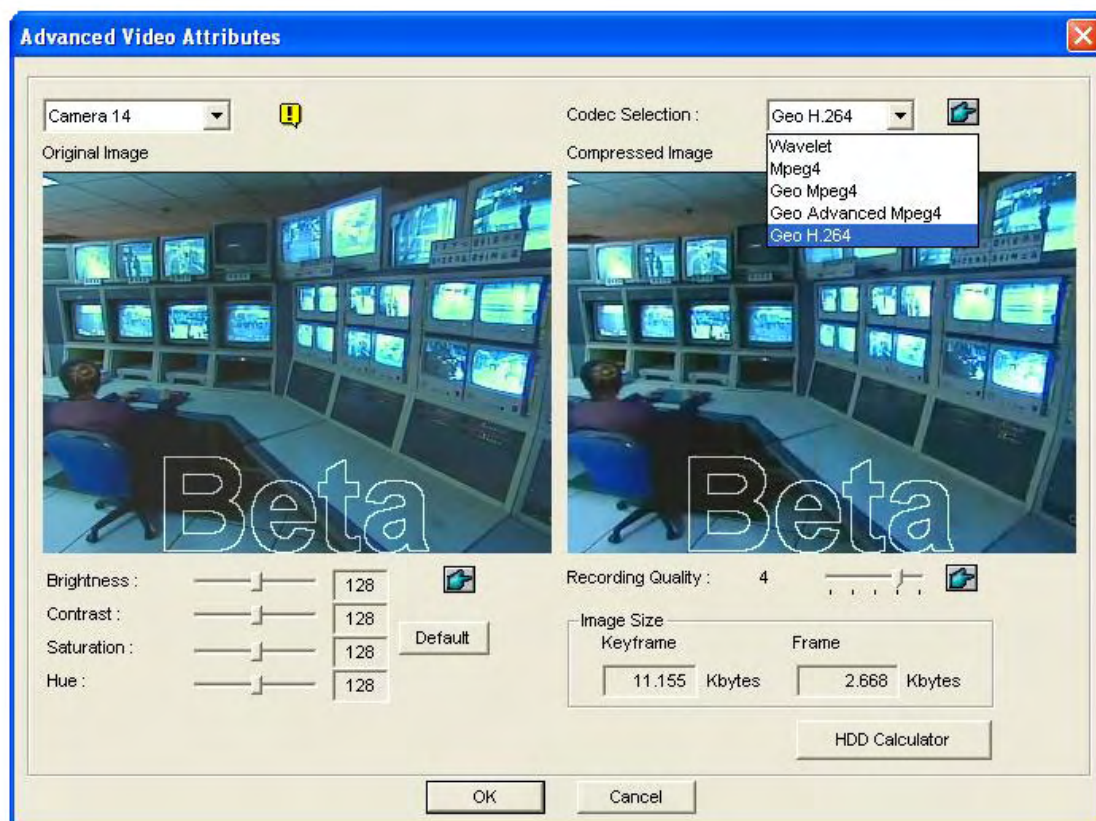 Advanced Video Attributes
Camera 14
Codec Selection :
Geo H.264
Original Image
Compressed Image
Wavelet
Mpeg4
Geo Mpeg4
Geo Advanced Mpeg4
Geo H.264
Beta
Beta
Brightness :
128
Contrast :
128
Saturation :
128
Hue :
128
Default
Recording Quality :
4
Image Size
Keyframe
Frame
11.155 Kbytes
2.668 Kbytes
HDD Calculator
OK
Cancel